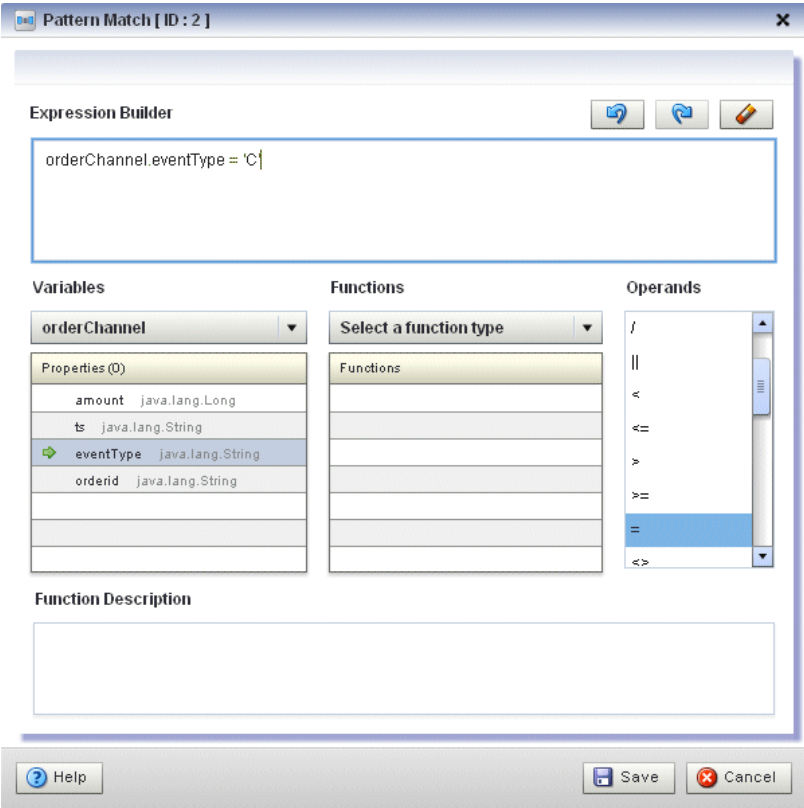 Pattern Match [ ID : 2 ]
Expression Builder
orderChannel.eventType = 'C'
Variables
Functions
Operands
orderChannel
Select a function type
Properties (0)
amount java.lang.Long
ts java.lang.String
eventType java.lang.String
orderid java.lang.String
Functions
/
||
<
<=
>
>=
=
<>
Function Description
Help
Save
Cancel